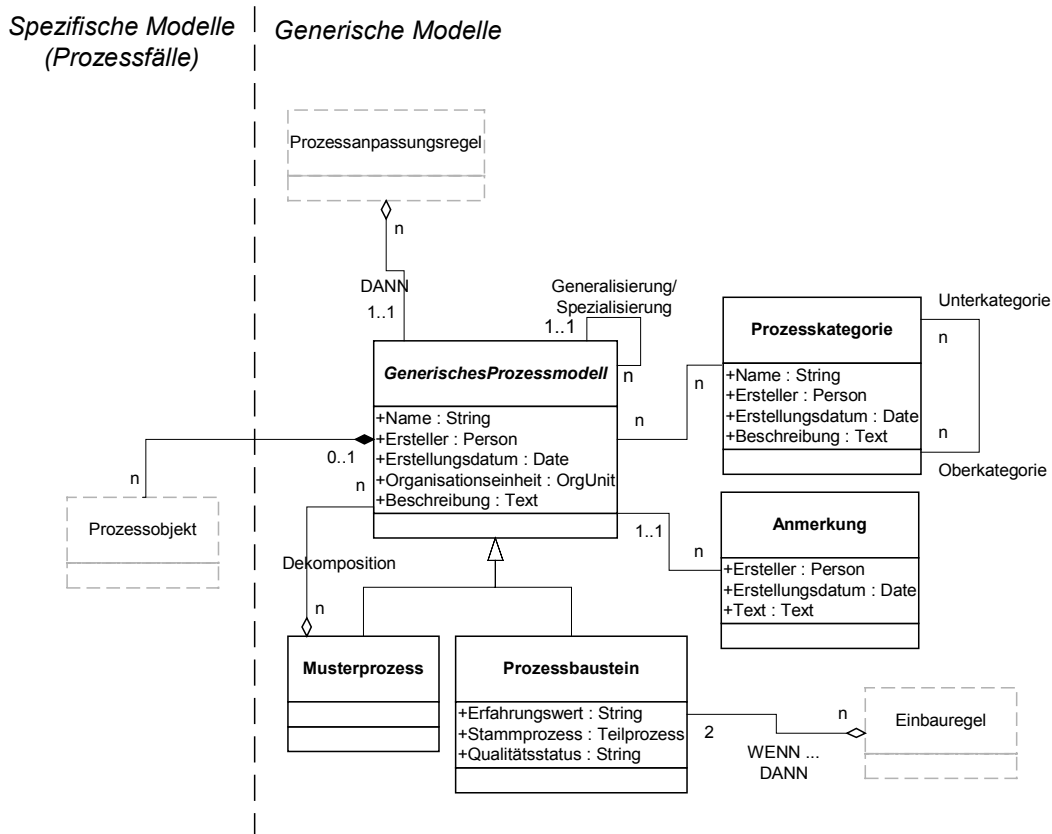 Spezifische Modelle
(Prozessfälle)
Generische Modelle
Prozessanpassungsregel
n
DANN
1..1
Generalisierung/
Spezialisierung
1..1
n
GenerischesProzessmodell
+Name : String
+Ersteller : Person
+Erstellungsdatum : Date
+Organisationseinheit : OrgUnit
+Beschreibung : Text
n
n
Prozesskategorie
+Name : String
+Ersteller : Person
+Erstellungsdatum : Date
+Beschreibung : Text
Unterkategorie
n
n
Oberkategorie
0..1
n
Prozessobjekt
n
Dekomposition
n
1..1
n
Anmerkung
+Ersteller : Person
+Erstellungsdatum : Date
+Text : Text
Musterprozess
Prozessbaustein
+Erfahrungswert : String
+Stammprozess : Teilprozess
+Qualitätsstatus : String
2
WENN ...
DANN
n
Einbauregel